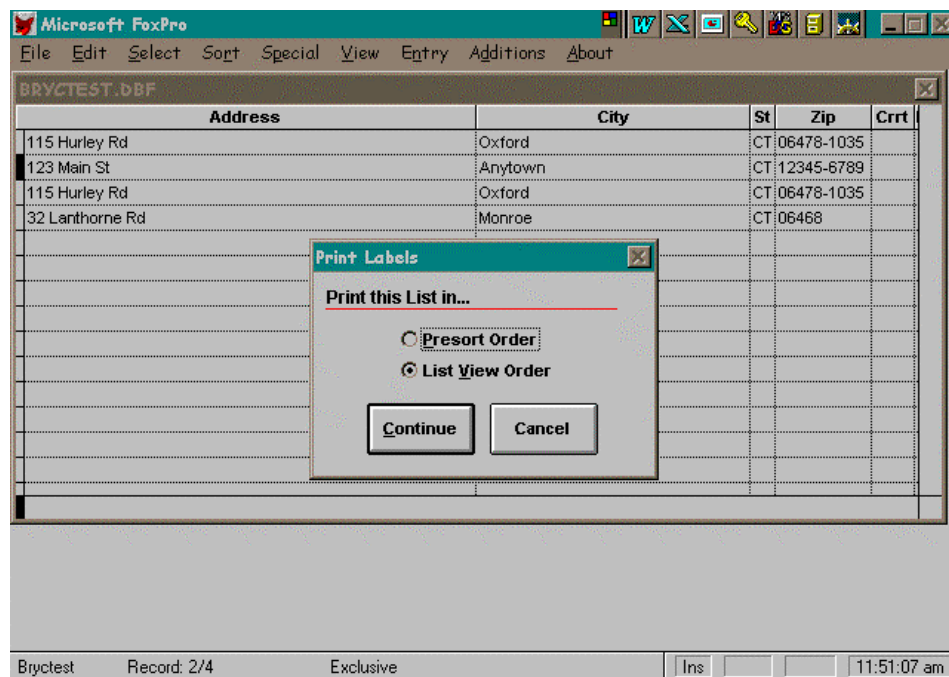 Microsoft FoxPro
File Edit Select Sort Special View Entry Additions About
BRYCTEST.DBF
Address City St Zip Crrt
115 Hurley Rd Oxford CT 06478-1035
123 Main St Anytown CT 12345-6789
115 Hurley Rd Oxford CT 06478-1035
32 Lanthorne Rd Monroe CT 06468
Print Labels
Print this List in...
Presort Order
List View Order
Continue Cancel
Bryctest Record: 2/4 Exclusive Ins 11:51:07 am